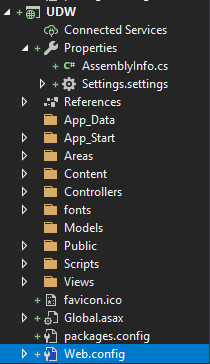 UDW
Connected Services
Properties
C# AssemblyInfo.cs
Settings.settings
References
App_Data
App_Start
Areas
Content
Controllers
fonts
Models
Public
Scripts
Views
favicon.ico
Global.asax
packages.config
Web.config